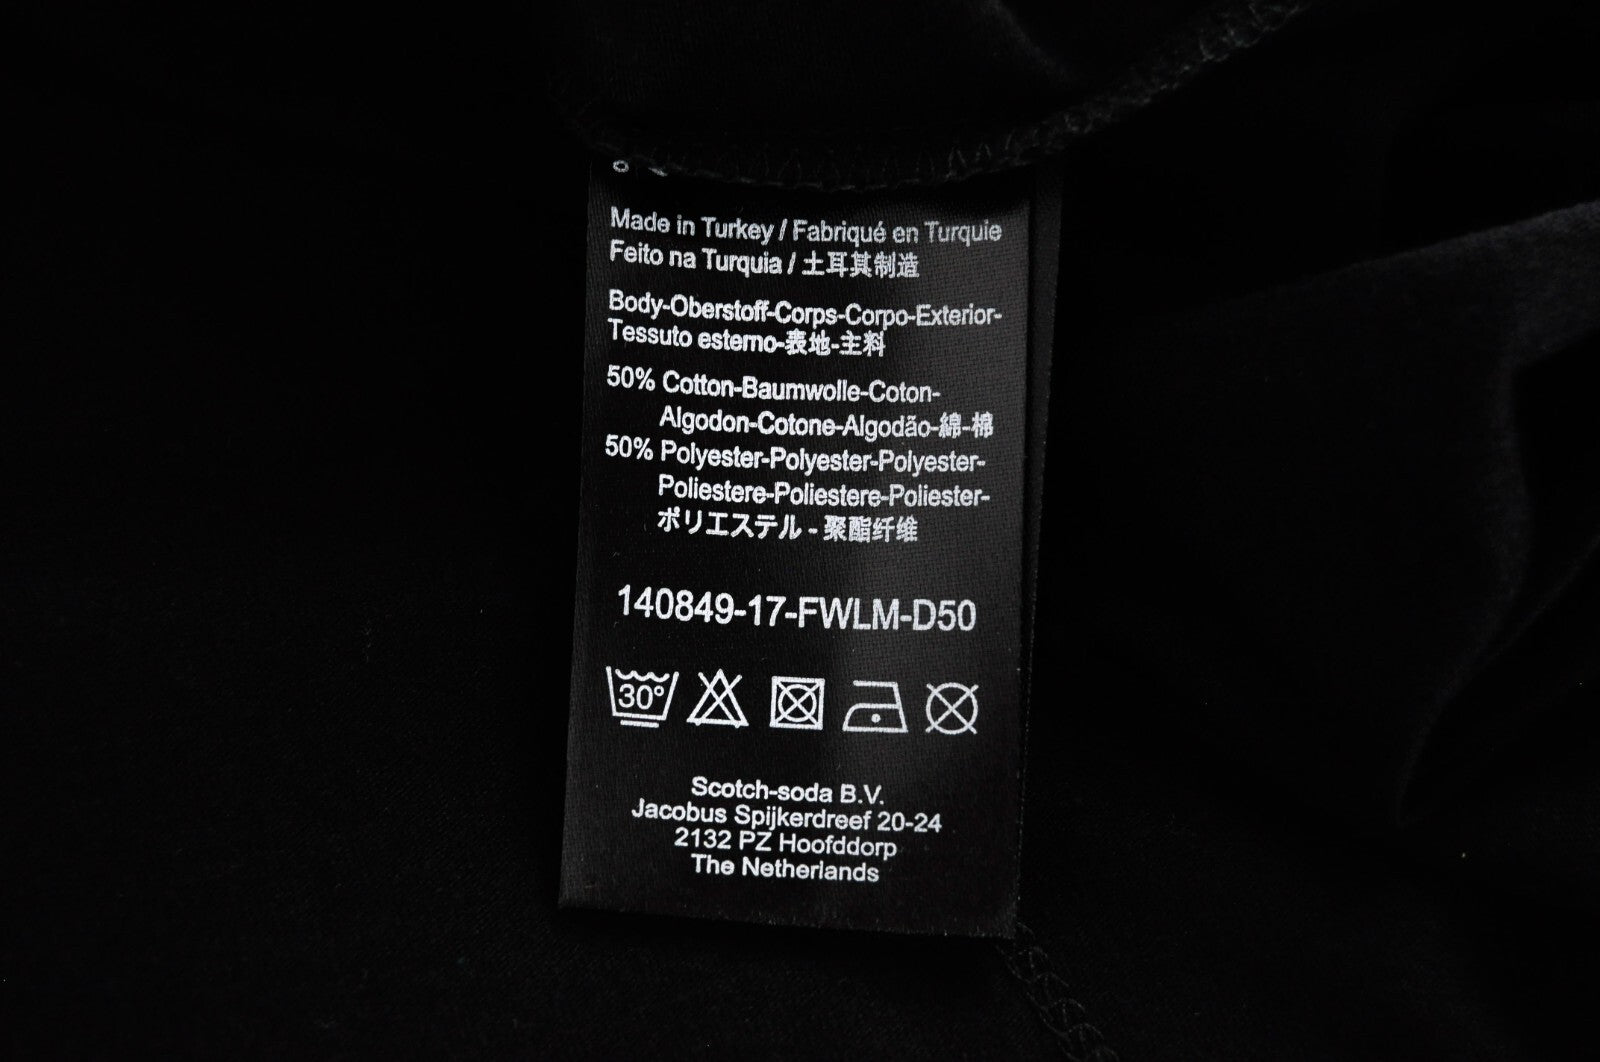 Made in Turkey / Fabriqué en Turquie
Feito na Turquia / 土耳其制造
Body-Oberstoff-Corps-Corpo-Exterior-
Tessuto esterno-表地-主料
50% Cotton-Baumwolle-Coton-
Algodon-Cotone-Algodão-綿-棉
50% Polyester-Polyester-Polyester-
Poliestere-Poliestere-Poliester-
ポリエステル - 聚酯纤维
140849-17-FWLM-D50
30°
Scotch-soda B.V.
Jacobus Spijkerdreef 20-24
2132 PZ Hoofddorp
The Netherlands